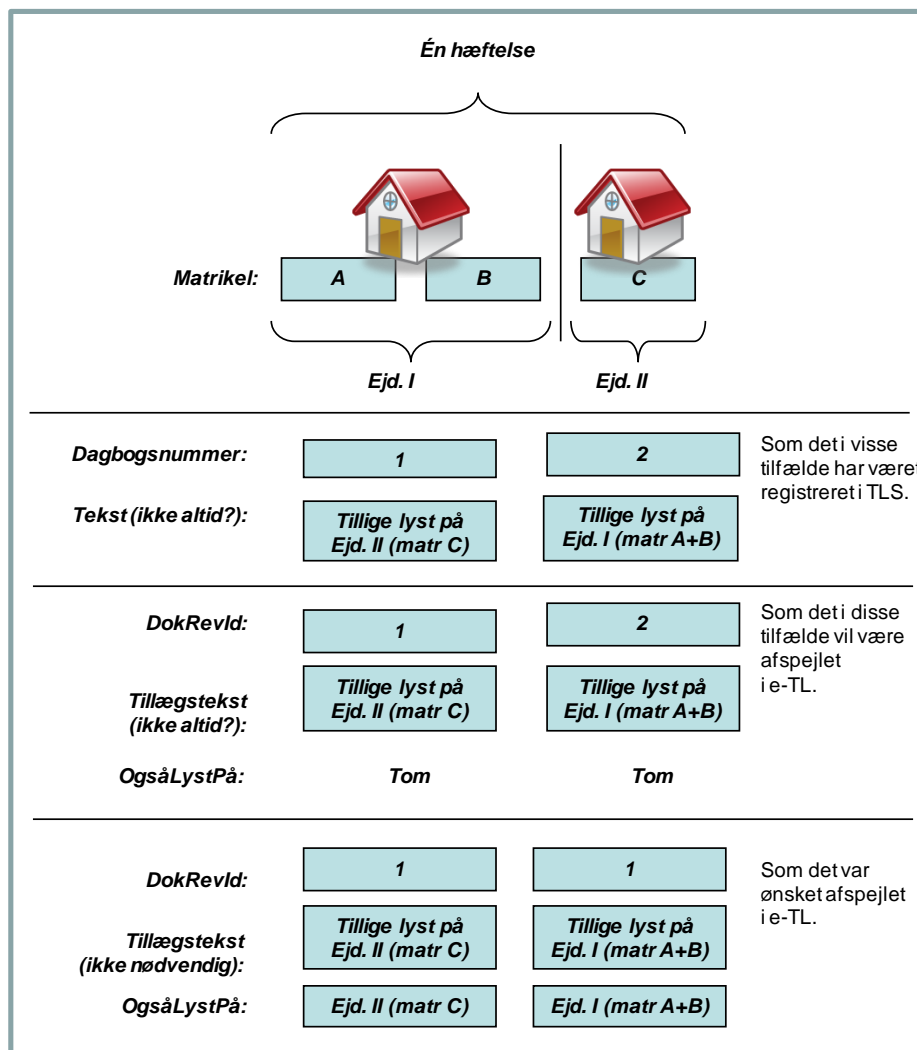 Én hæftelse
Matrikel: A B C
Ejd. I Ejd. II
Dagbogsnummer: 1 2
Som det i visse
tilfælde har været
registreret i TLS.
Tekst (ikke altid?):
Tillige lyst på
Ejd. II (matr C)
Tillige lyst på
Ejd. I (matr A+B)
DokRevId: 1 2
Som det i disse
tilfælde vil være
afspejlet
i e-TL.
Tillægstekst
(ikke altid?):
Tillige lyst på
Ejd. II (matr C)
Tillige lyst på
Ejd. I (matr A+B)
OgsåLystPå: Tom Tom
DokRevId: 1 1
Som det var
ønsket afspejlet
i e-TL.
Tillægstekst
(ikke nødvendig):
Tillige lyst på
Ejd. II (matr C)
Tillige lyst på
Ejd. I (matr A+B)
OgsåLystPå: Ejd. II (matr C) Ejd. I (matr A+B)